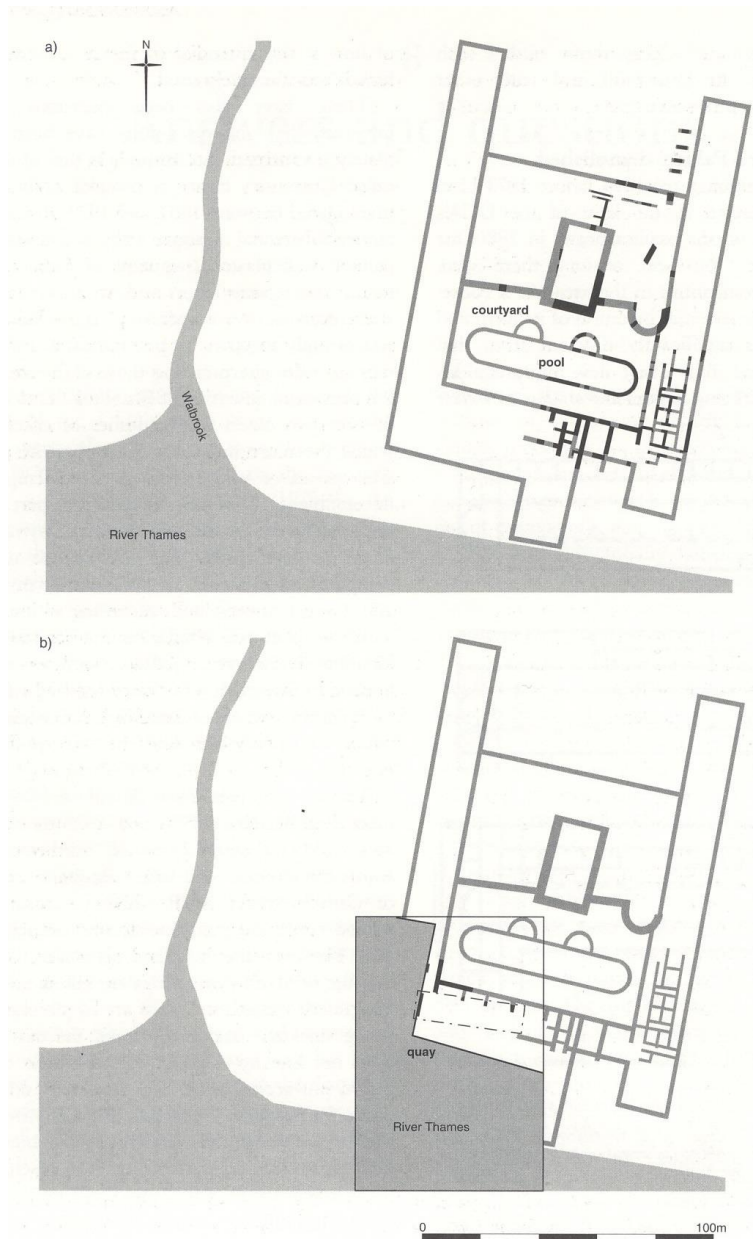 a)
N
courtyard
pool
Walbrook
River Thames
b)
quay
River Thames
0 100m